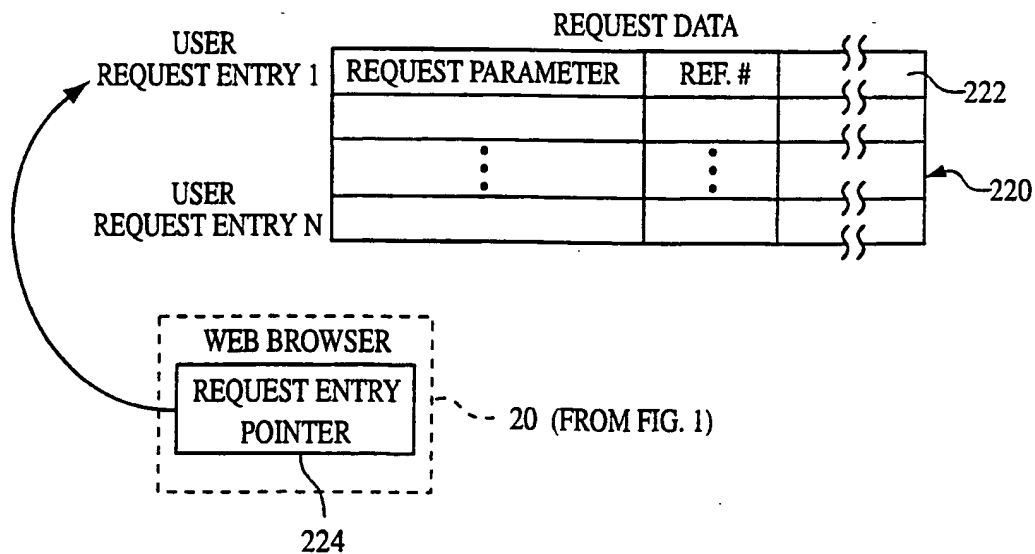 REQUEST DATA
USER
REQUEST ENTRY 1
REQUEST PARAMETER
REF. #
222
220
USER
REQUEST ENTRY N
WEB BROWSER
REQUEST ENTRY
POINTER
20 (FROM FIG. 1)
224